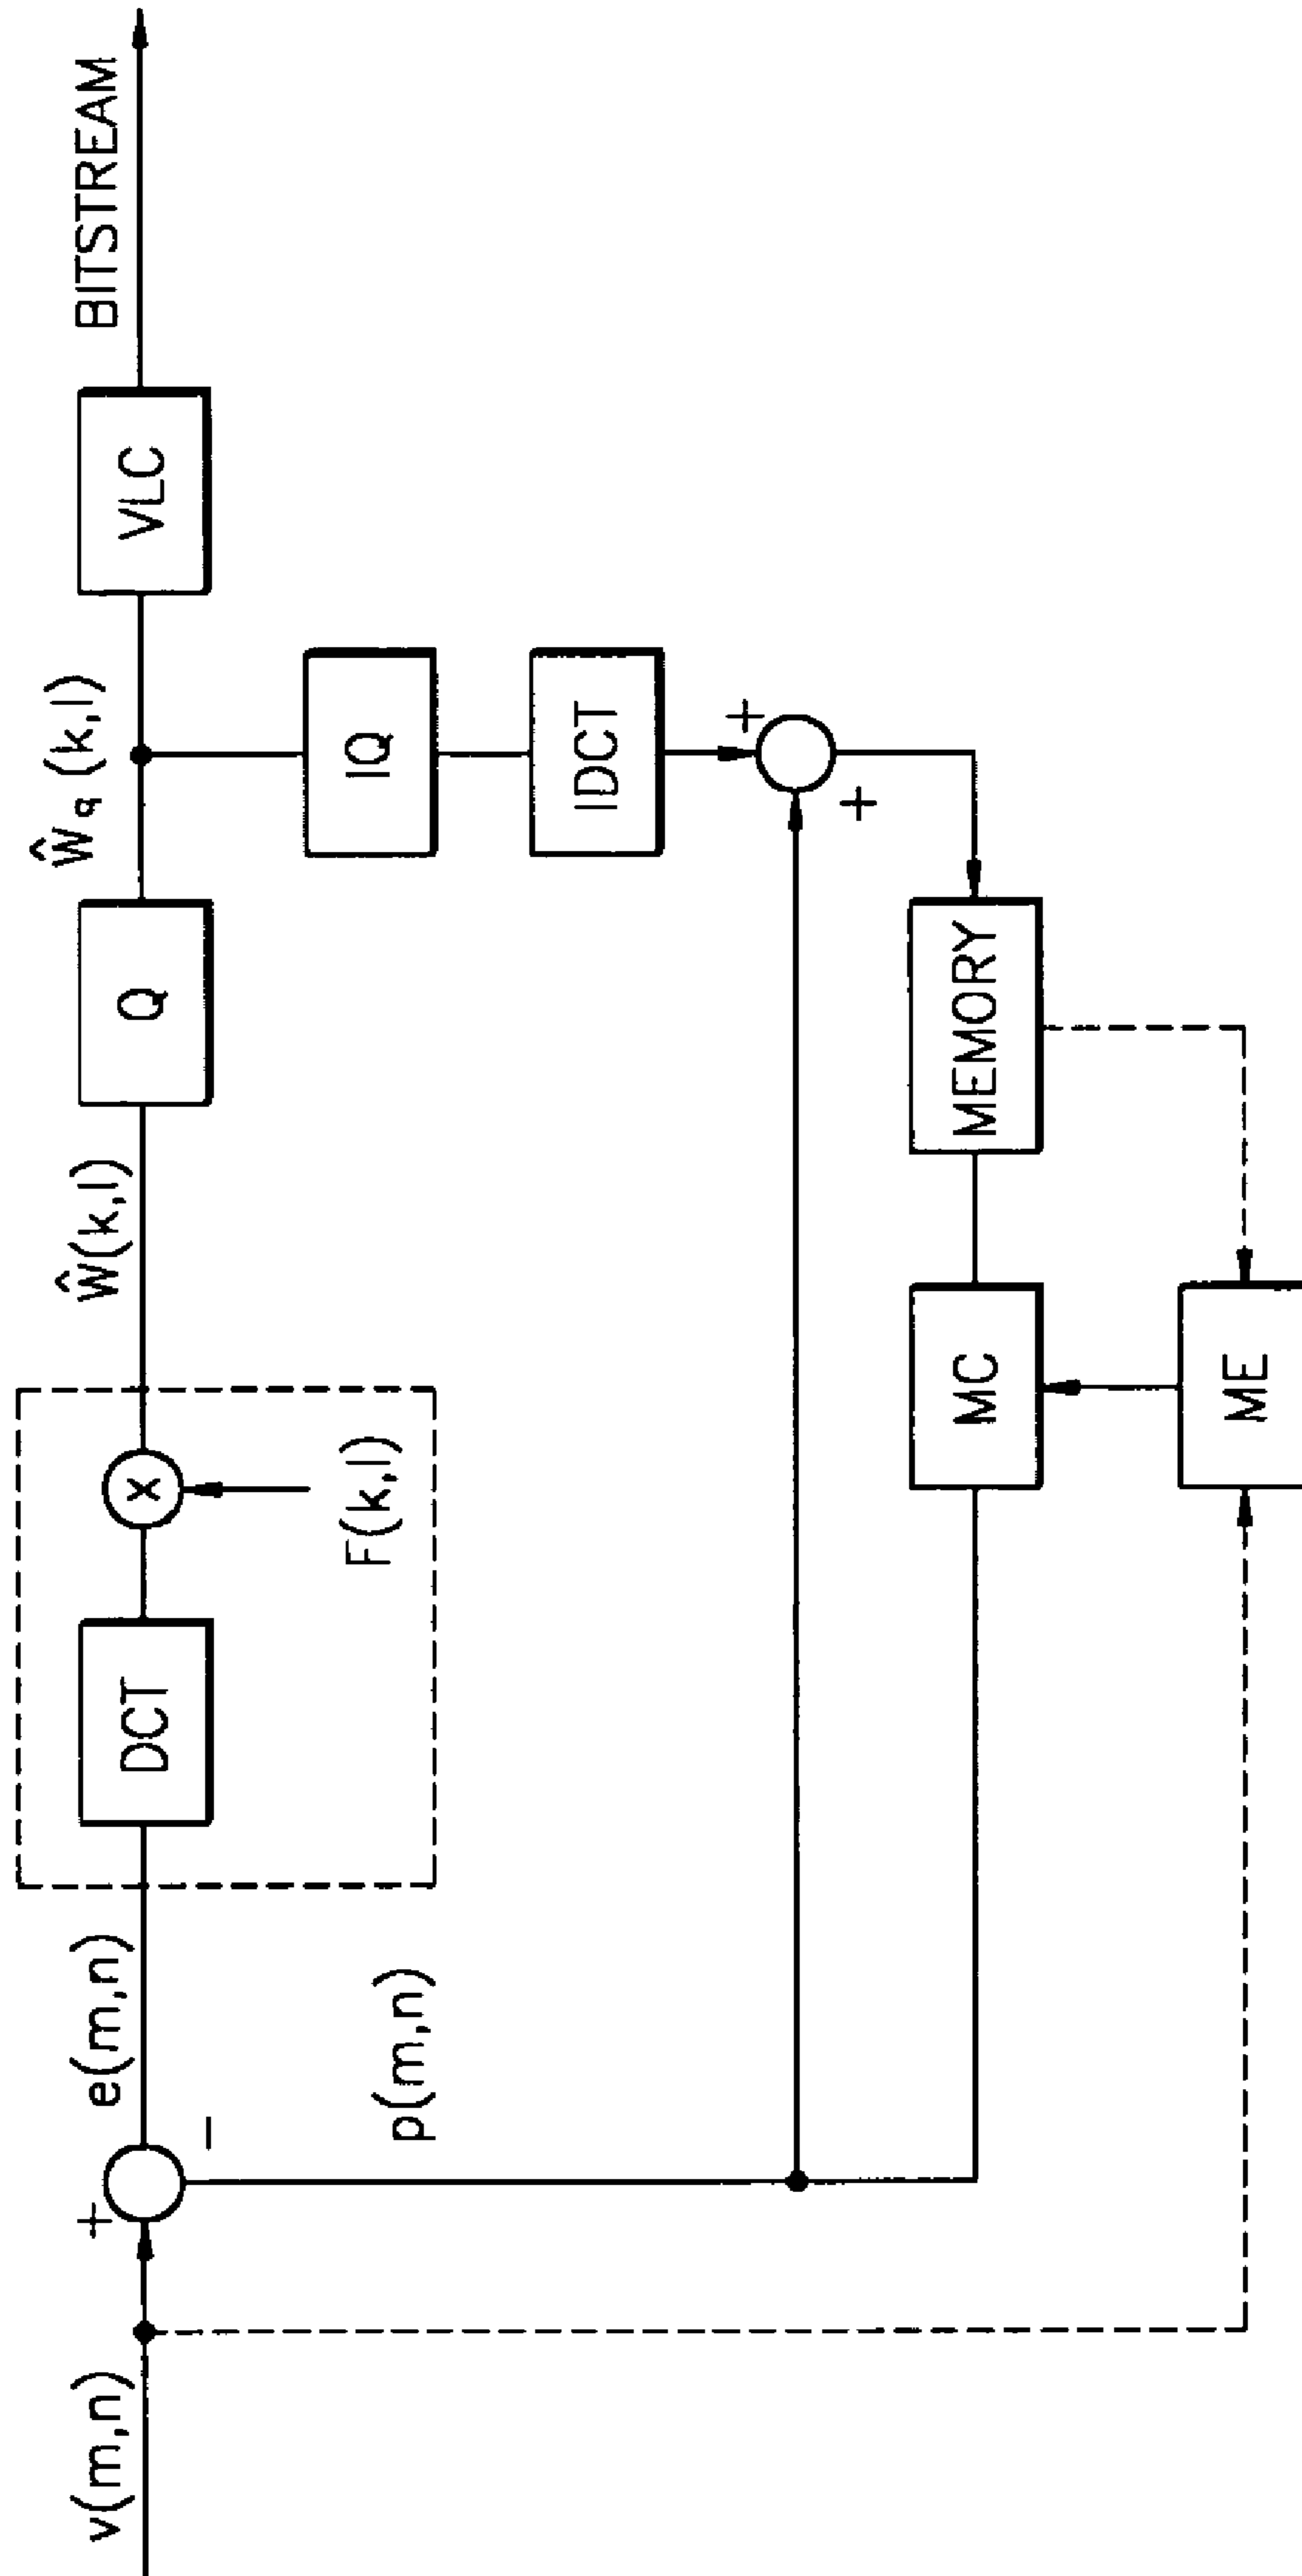 v(m,n)
+
−
e(m,n)
p(m,n)
DCT
x
F(k,l)
Ŵ(k,l)
Q
Ŵq(k,l)
VLC
BITSTREAM
IQ
IDCT
+
+
MEMORY
MC
ME